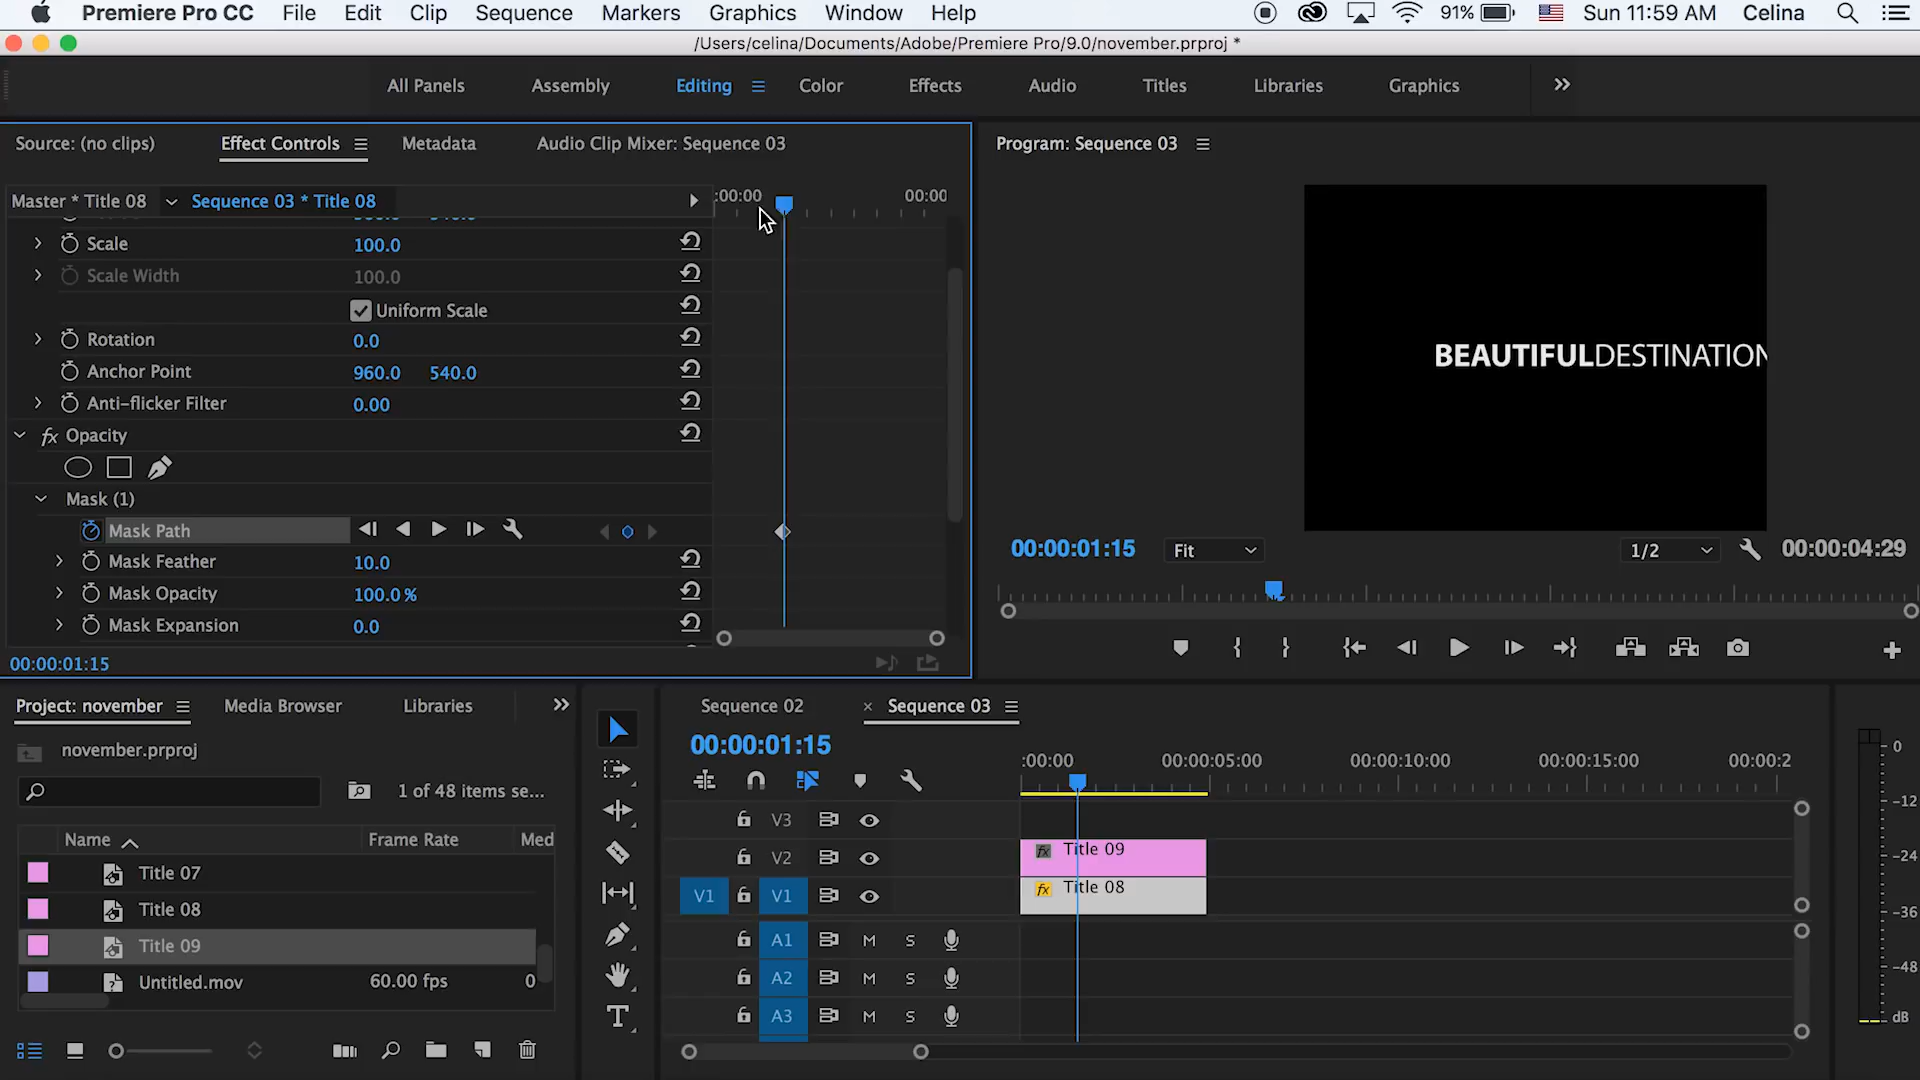 Premiere Pro CC File Edit Clip Sequence Markers Graphics Window Help 91% Sun 11:59 AM Celina
/Users/celina/Documents/Adobe/Premiere Pro/9.0/november.prproj *
All Panels Assembly Editing Color Effects Audio Titles Libraries Graphics
Source: (no clips) Effect Controls Metadata Audio Clip Mixer: Sequence 03
Master * Title 08 Sequence 03 * Title 08 :00:00 00:00
Scale 100.0
Scale Width 100.0
Uniform Scale
Rotation 0.0
Anchor Point 960.0 540.0
Anti-flicker Filter 0.00
fx Opacity
Mask (1)
Mask Path
Mask Feather 10.0
Mask Opacity 100.0 %
Mask Expansion 0.0
00:00:01:15
Program: Sequence 03
BEAUTIFULDESTINATION
00:00:01:15 Fit 1/2 00:00:04:29
Project: november Media Browser Libraries
november.prproj
1 of 48 items se...
Name Frame Rate Med
Title 07
Title 08
Title 09
Untitled.mov 60.00 fps 0
Sequence 02 × Sequence 03
00:00:01:15
:00:00 00:00:05:00 00:00:10:00 00:00:15:00 00:00:2
V3
V2 fx Title 09
V1 V1 fx Title 08
A1 M S
A2 M S
A3 M S
0
-12
-24
-36
-48
dB